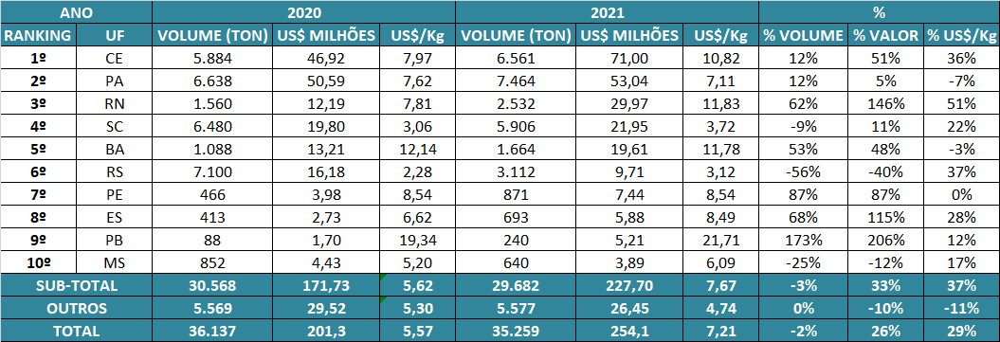 ANO 2020 2021 %
RANKING UF VOLUME (TON) US$ MILHÕES US$/Kg VOLUME (TON) US$ MILHÕES US$/Kg % VOLUME % VALOR % US$/Kg
1º CE 5.884 46,92 7,97 6.561 71,00 10,82 12% 51% 36%
2º PA 6.638 50,59 7,62 7.464 53,04 7,11 12% 5% -7%
3º RN 1.560 12,19 7,81 2.532 29,97 11,83 62% 146% 51%
4º SC 6.480 19,80 3,06 5.906 21,95 3,72 -9% 11% 22%
5º BA 1.088 13,21 12,14 1.664 19,61 11,78 53% 48% -3%
6º RS 7.100 16,18 2,28 3.112 9,71 3,12 -56% -40% 37%
7º PE 466 3,98 8,54 871 7,44 8,54 87% 87% 0%
8º ES 413 2,73 6,62 693 5,88 8,49 68% 115% 28%
9º PB 88 1,70 19,34 240 5,21 21,71 173% 206% 12%
10º MS 852 4,43 5,20 640 3,89 6,09 -25% -12% 17%
SUB-TOTAL 30.568 171,73 5,62 29.682 227,70 7,67 -3% 33% 37%
OUTROS 5.569 29,52 5,30 5.577 26,45 4,74 0% -10% -11%
TOTAL 36.137 201,3 5,57 35.259 254,1 7,21 -2% 26% 29%